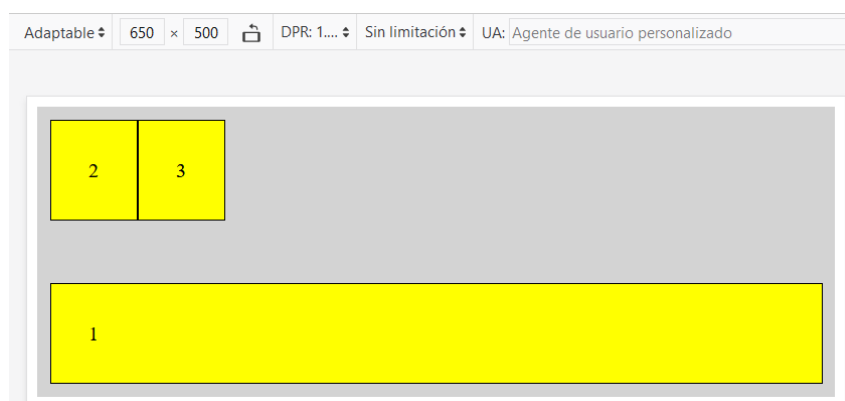 Adaptable 650 × 500 DPR: 1.... Sin limitación UA: Agente de usuario personalizado
2 3
1